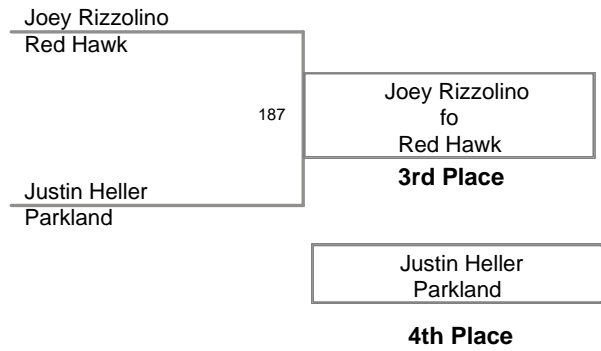 Joey Rizzolino
Red Hawk
187
Joey Rizzolino
fo
Red Hawk
3rd Place
Justin Heller
Parkland
Justin Heller
Parkland
4th Place